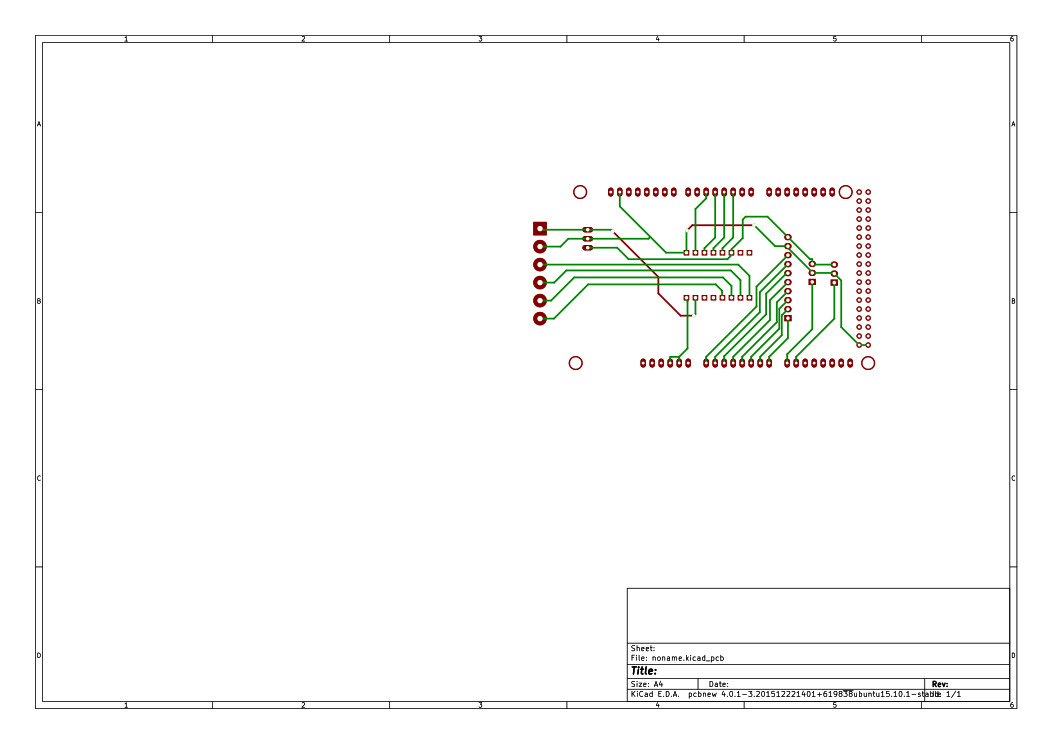 1 2 3 4 5 6
A A
B B
C C
D D
Sheet:
File: noname.kicad_pcb
Title:
Size: A4 Date: Rev:
KiCad E.D.A. pcbnew 4.0.1-3.201512221401+6198~38~ubuntu15.10.1-stable 1/1
1 2 3 4 5 6